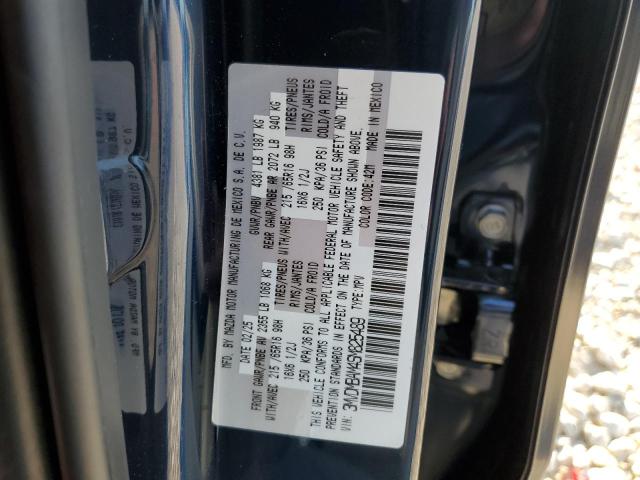 MFD. BY MAZDA MOTOR MANUFACTURING DE MEXICO S.A. DE C.V.
DATE 02/25 GVWR/PNBV 4381 LB 1987 KG
FRONT GAWR/PNBE AV 2355 LB 1068 KG REAR GAWR/PNBE AR 2072 LB 940 KG
WITH/AVEC 215 /65R16 98H TIRES/PNEUS WITH/AVEC 215 /65R16 98H TIRES/PNEUS
16X6 1/2J RIMS/JANTES 16X6 1/2J RIMS/JANTES
250 KPA/36 PSI COLD/A FROID 250 KPA/36 PSI COLD/A FROID
THIS VEHICLE CONFORMS TO ALL APPLICABLE FEDERAL MOTOR VEHICLE SAFETY AND THEFT
PREVENTION STANDARDS IN EFFECT ON THE DATE OF MANUFACTURE SHOWN ABOVE.
VIN: TYPE:MPV COLOR CODE:42M MADE IN MEXICO